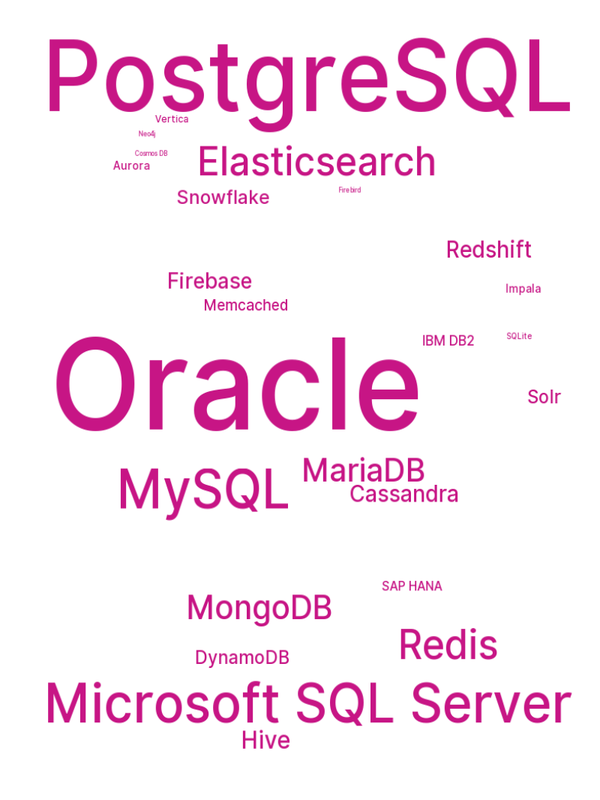 PostgreSQL
Vertica
Neo4j
Cosmos DB
Elasticsearch
Aurora
Firebird
Snowflake
Redshift
Firebase
Impala
Memcached
SQLite
IBM DB2
Oracle
Solr
MariaDB
MySQL
Cassandra
SAP HANA
MongoDB
Redis
DynamoDB
Microsoft SQL Server
Hive